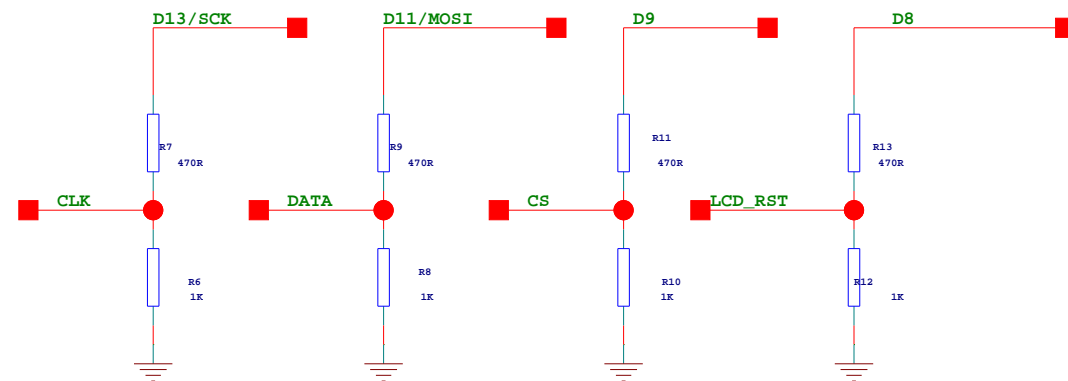 D13/SCK
D11/MOSI
D9
D8
R7
470R
R9
470R
R11
470R
R13
470R
CLK
DATA
CS
LCD_RST
R6
1K
R8
1K
R10
1K
R12
1K